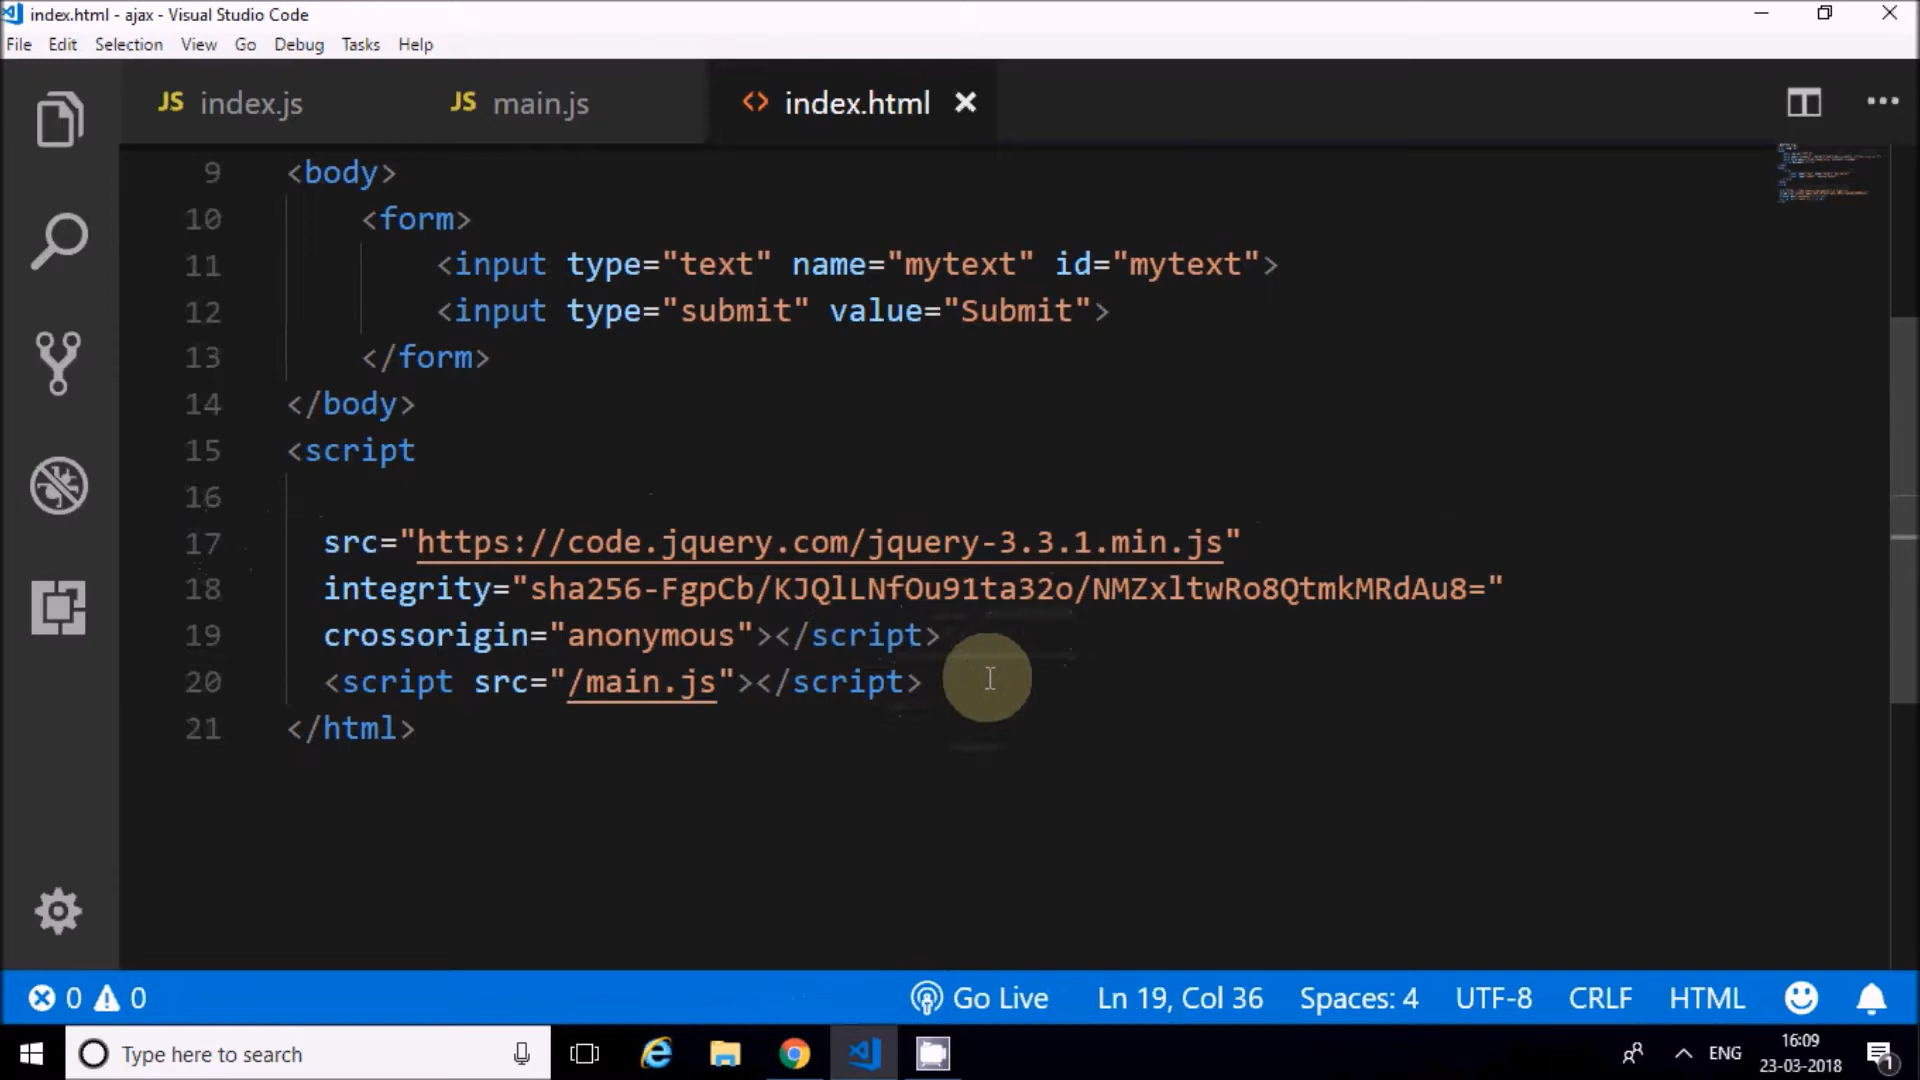 index.html - ajax - Visual Studio Code
File Edit Selection View Go Debug Tasks Help
JS index.js JS main.js <> index.html
9 <body>
10 <form>
11 <input type="text" name="mytext" id="mytext">
12 <input type="submit" value="Submit">
13 </form>
14 </body>
15 <script
16
17 src="https://code.jquery.com/jquery-3.3.1.min.js"
18 integrity="sha256-FgpCb/KJQlLNfOu91ta32o/NMZxltwRo8QtmkMRdAu8="
19 crossorigin="anonymous"></script>
20 <script src="/main.js"></script>
21 </html>
0 0 Go Live Ln 19, Col 36 Spaces: 4 UTF-8 CRLF HTML
Type here to search ENG 16:09
23-03-2018 1